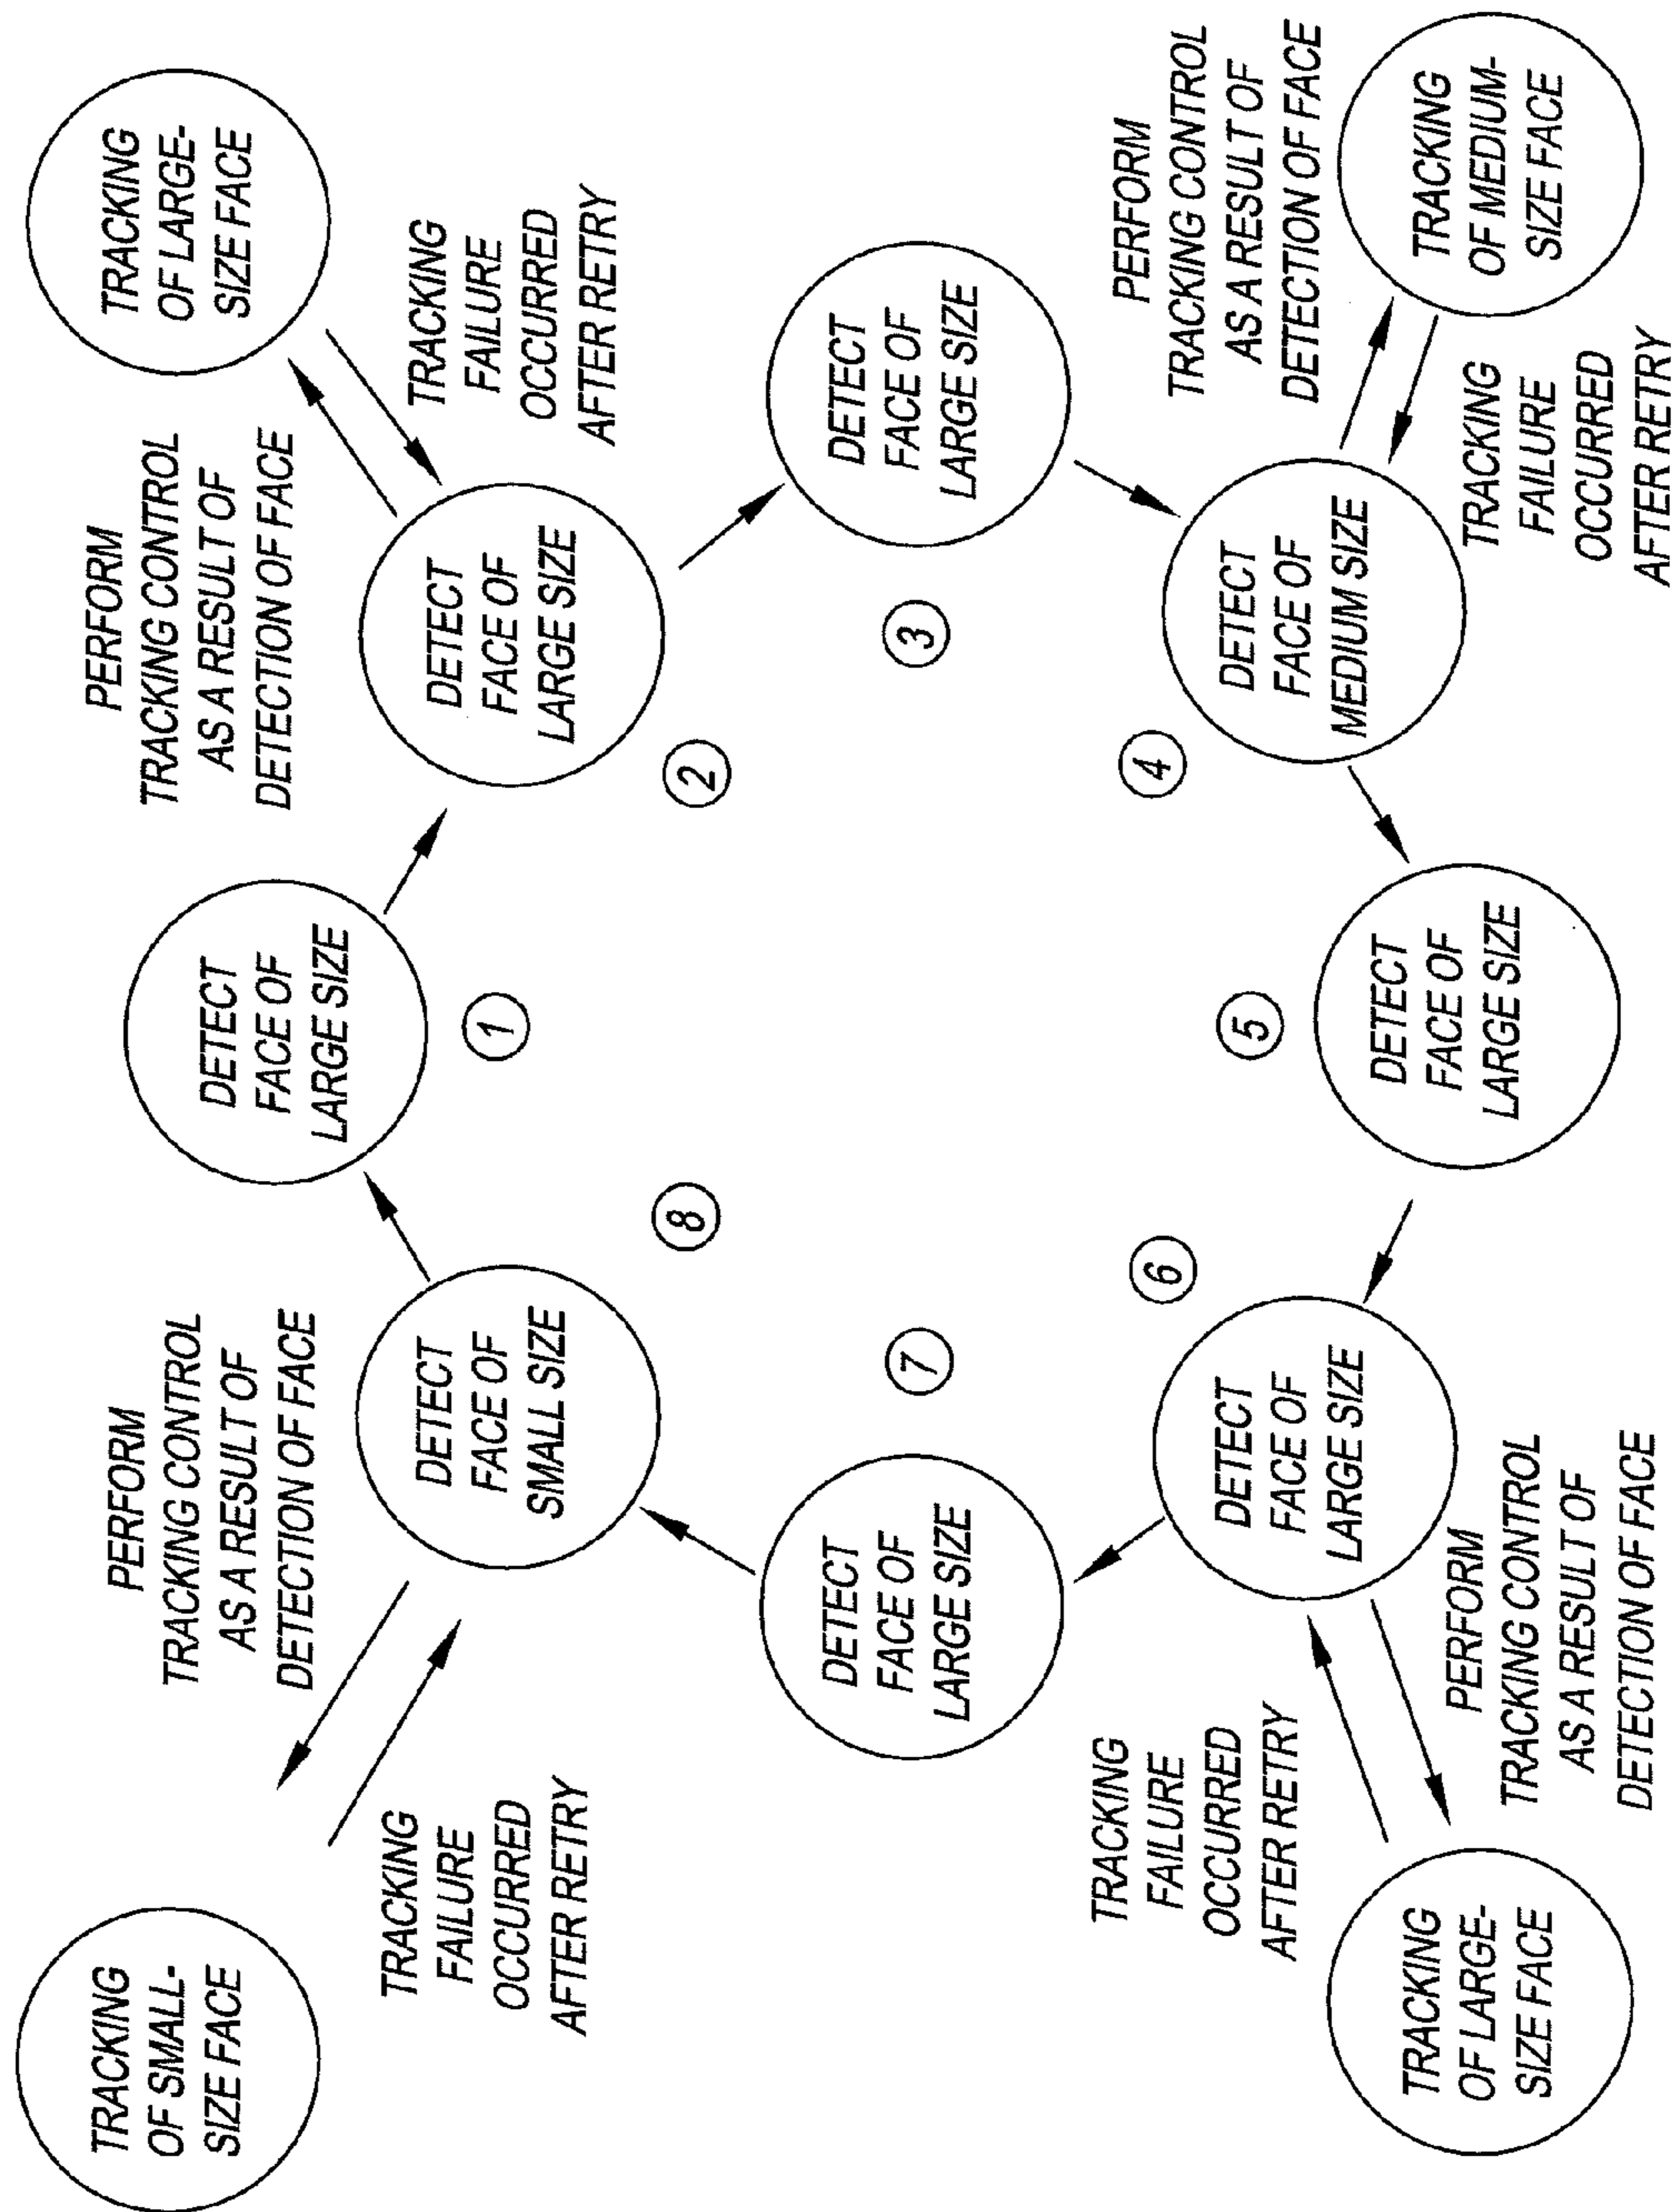 TRACKING
OF SMALL-
SIZE FACE
PERFORM
TRACKING CONTROL
AS A RESULT OF
DETECTION OF FACE
TRACKING
FAILURE
OCCURRED
AFTER RETRY
DETECT
FACE OF
SMALL SIZE
8
DETECT
FACE OF
LARGE SIZE
1
PERFORM
TRACKING CONTROL
AS A RESULT OF
DETECTION OF FACE
TRACKING
OF LARGE-
SIZE FACE
TRACKING
FAILURE
OCCURRED
AFTER RETRY
DETECT
FACE OF
LARGE SIZE
2
DETECT
FACE OF
LARGE SIZE
3
DETECT
FACE OF
MEDIUM SIZE
4
PERFORM
TRACKING CONTROL
AS A RESULT OF
DETECTION OF FACE
TRACKING
OF MEDIUM-
SIZE FACE
TRACKING
FAILURE
OCCURRED
AFTER RETRY
DETECT
FACE OF
LARGE SIZE
5
DETECT
FACE OF
LARGE SIZE
6
PERFORM
TRACKING CONTROL
AS A RESULT OF
DETECTION OF FACE
TRACKING
OF LARGE-
SIZE FACE
TRACKING
FAILURE
OCCURRED
AFTER RETRY
DETECT
FACE OF
LARGE SIZE
7